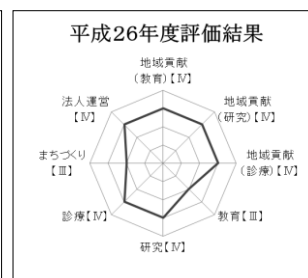 平成26年度評価結果
地域貢献
(教育)【Ⅳ】
地域貢献
(研究)【Ⅳ】
地域貢献
(診療)【Ⅳ】
教育【Ⅲ】
研究【Ⅳ】
診療【Ⅳ】
まちづくり
【Ⅲ】
法人運営
【Ⅳ】